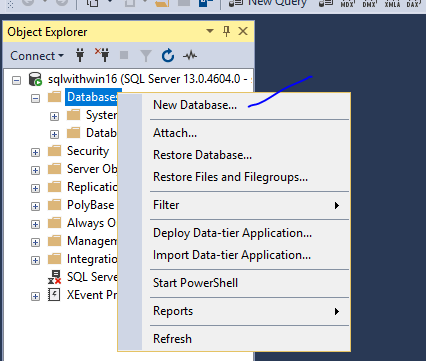 New Query
MDX
DMX
XMLA
DAX
Object Explorer
Connect
sqlwithwin16 (SQL Server 13.0.4604.0 -
Databases
System
Datab
Security
Server Ob
Replicatio
PolyBase
Always O
Managem
Integratio
SQL Serve
XEvent Pr
New Database...
Attach...
Restore Database...
Restore Files and Filegroups...
Filter
Deploy Data-tier Application...
Import Data-tier Application...
Start PowerShell
Reports
Refresh